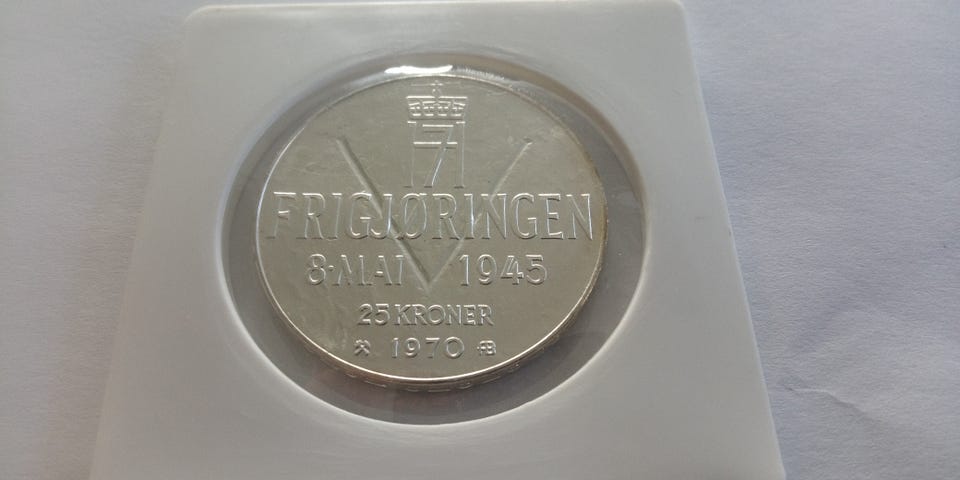 FRIGJØRINGEN
8·MAI 1945
25 KRONER
1970